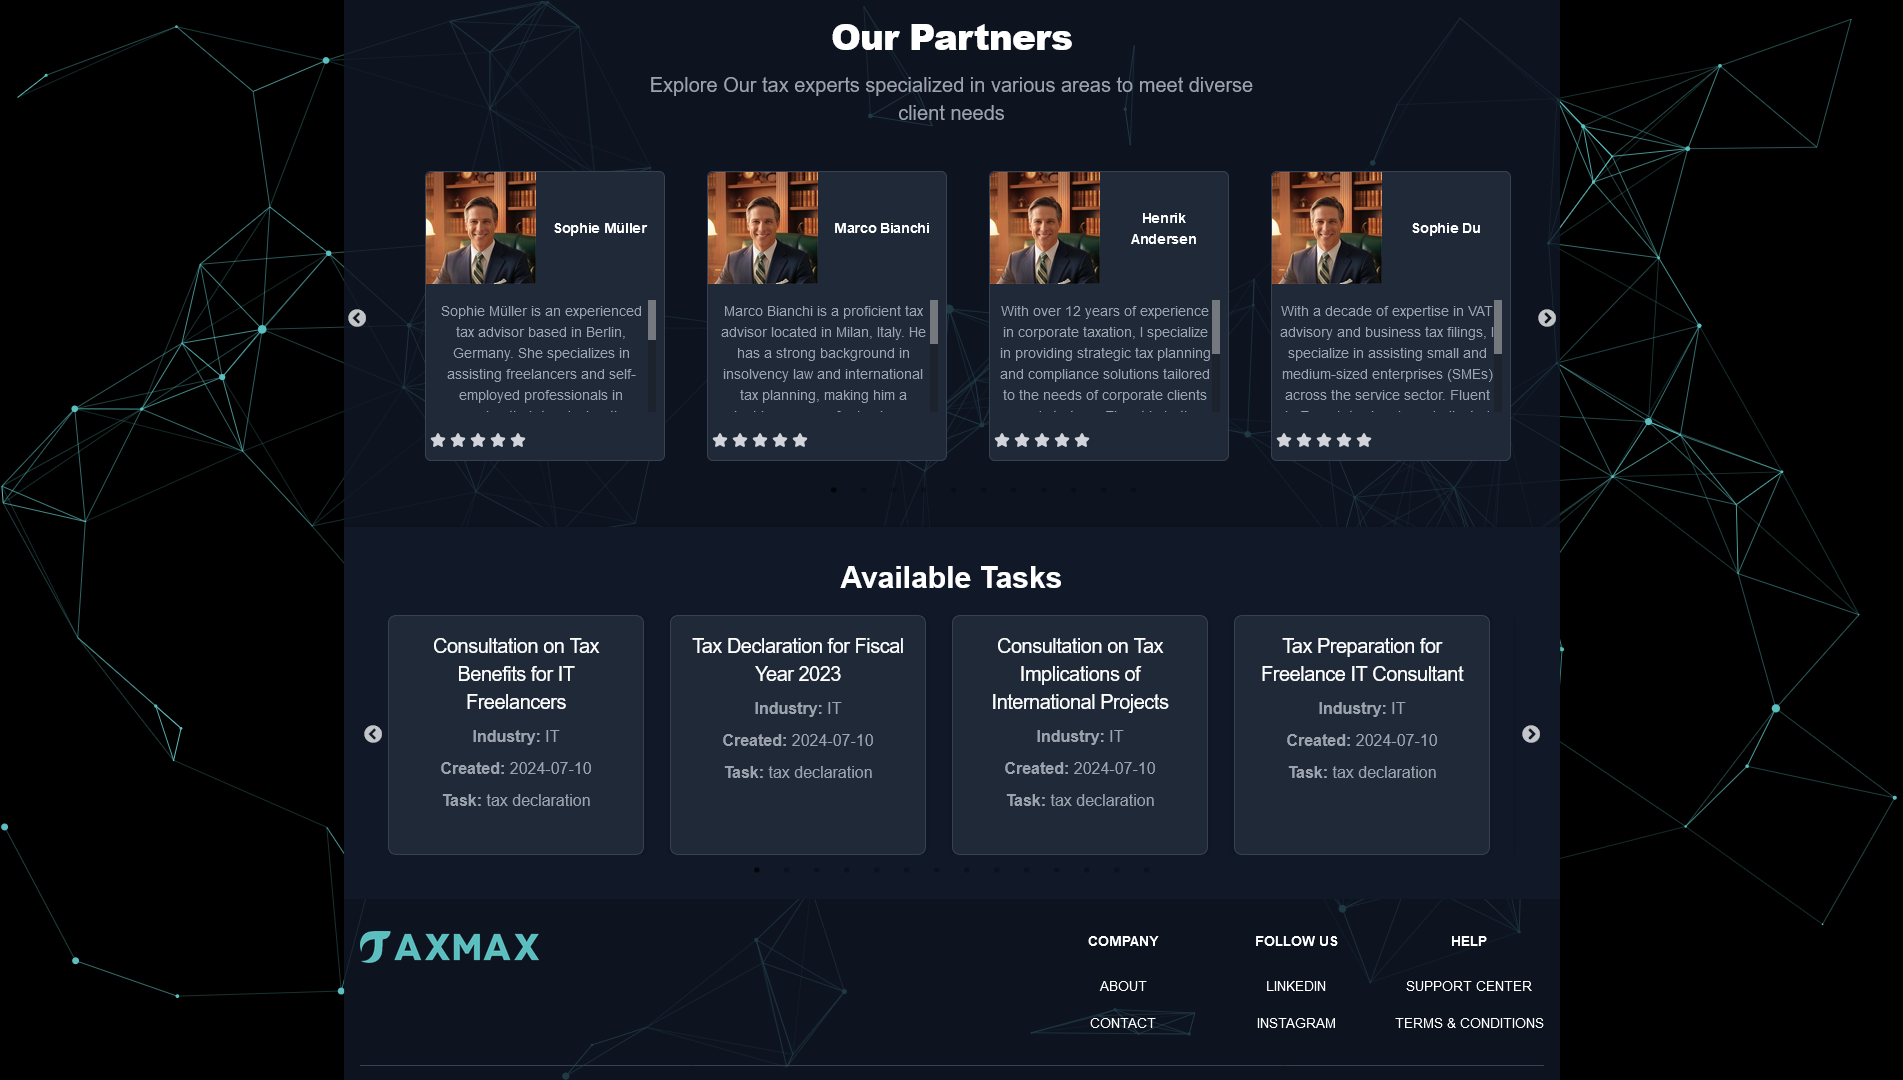 Our Partners
Explore Our tax experts specialized in various areas to meet diverse
client needs
Sophie Müller
Sophie Müller is an experienced
tax advisor based in Berlin,
Germany. She specializes in
assisting freelancers and self-
employed professionals in
Marco Bianchi
Marco Bianchi is a proficient tax
advisor located in Milan, Italy. He
has a strong background in
insolvency law and international
tax planning, making him a
Henrik
Andersen
With over 12 years of experience
in corporate taxation, I specialize
in providing strategic tax planning
and compliance solutions tailored
to the needs of corporate clients
Sophie Du
With a decade of expertise in VAT
advisory and business tax filings, I
specialize in assisting small and
medium-sized enterprises (SMEs)
across the service sector. Fluent
Available Tasks
Consultation on Tax
Benefits for IT
Freelancers
Industry: IT
Created: 2024-07-10
Task: tax declaration
Tax Declaration for Fiscal
Year 2023
Industry: IT
Created: 2024-07-10
Task: tax declaration
Consultation on Tax
Implications of
International Projects
Industry: IT
Created: 2024-07-10
Task: tax declaration
Tax Preparation for
Freelance IT Consultant
Industry: IT
Created: 2024-07-10
Task: tax declaration
TAXMAX
COMPANY
ABOUT
CONTACT
FOLLOW US
LINKEDIN
INSTAGRAM
HELP
SUPPORT CENTER
TERMS & CONDITIONS